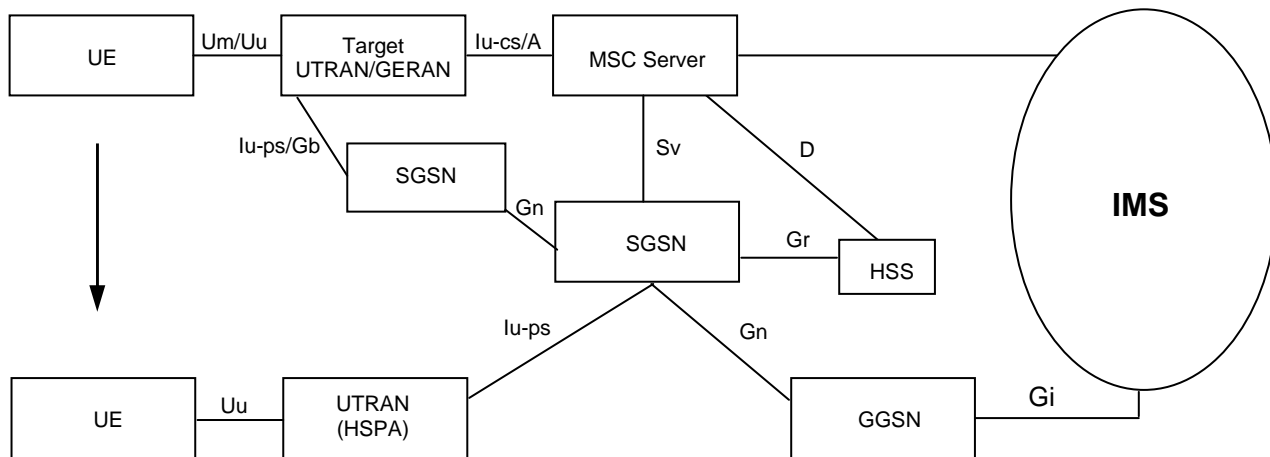 UE
Um/Uu
Target
UTRAN/GERAN
Iu-cs/A
MSC Server
Iu-ps/Gb
SGSN
Gn
Sv
D
IMS
SGSN
Gr
HSS
Iu-ps
Gn
UE
Uu
UTRAN
(HSPA)
GGSN
Gi